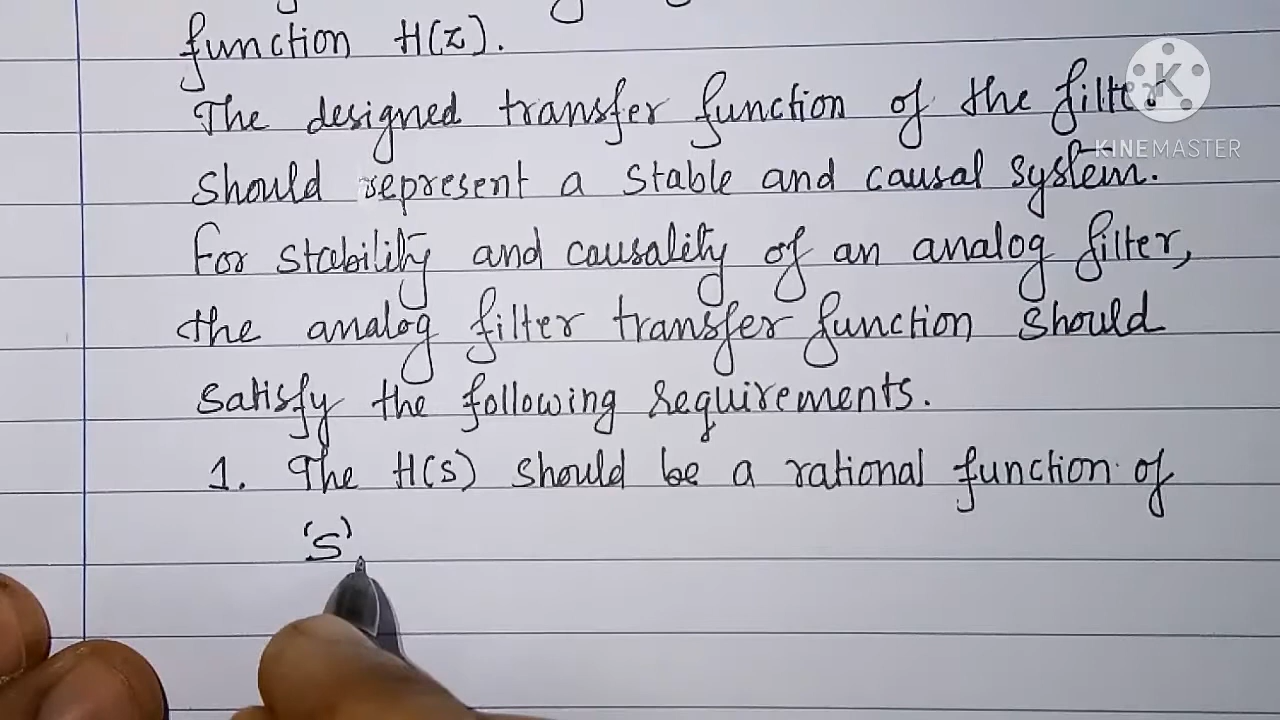 function H(z).
The designed transfer function of the filter
should represent a stable and causal system.
For stability and causality of an analog filter,
the analog filter transfer function should
satisfy the following requirements.
1. The H(s) should be a rational function of
's'.
K
KINEMASTER